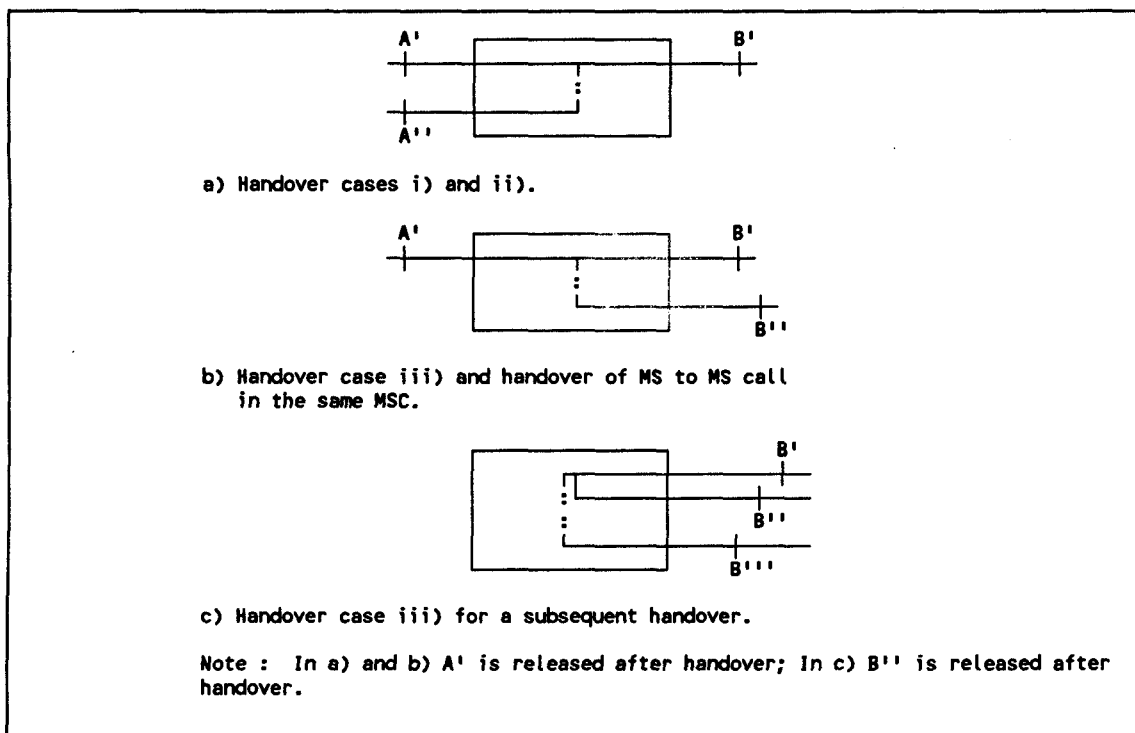 A' B'
A''
a) Handover cases i) and ii).
A' B'
B''
b) Handover case iii) and handover of MS to MS call
in the same MSC.
B'
B''
B'''
c) Handover case iii) for a subsequent handover.
Note : In a) and b) A' is released after handover; In c) B'' is released after
handover.